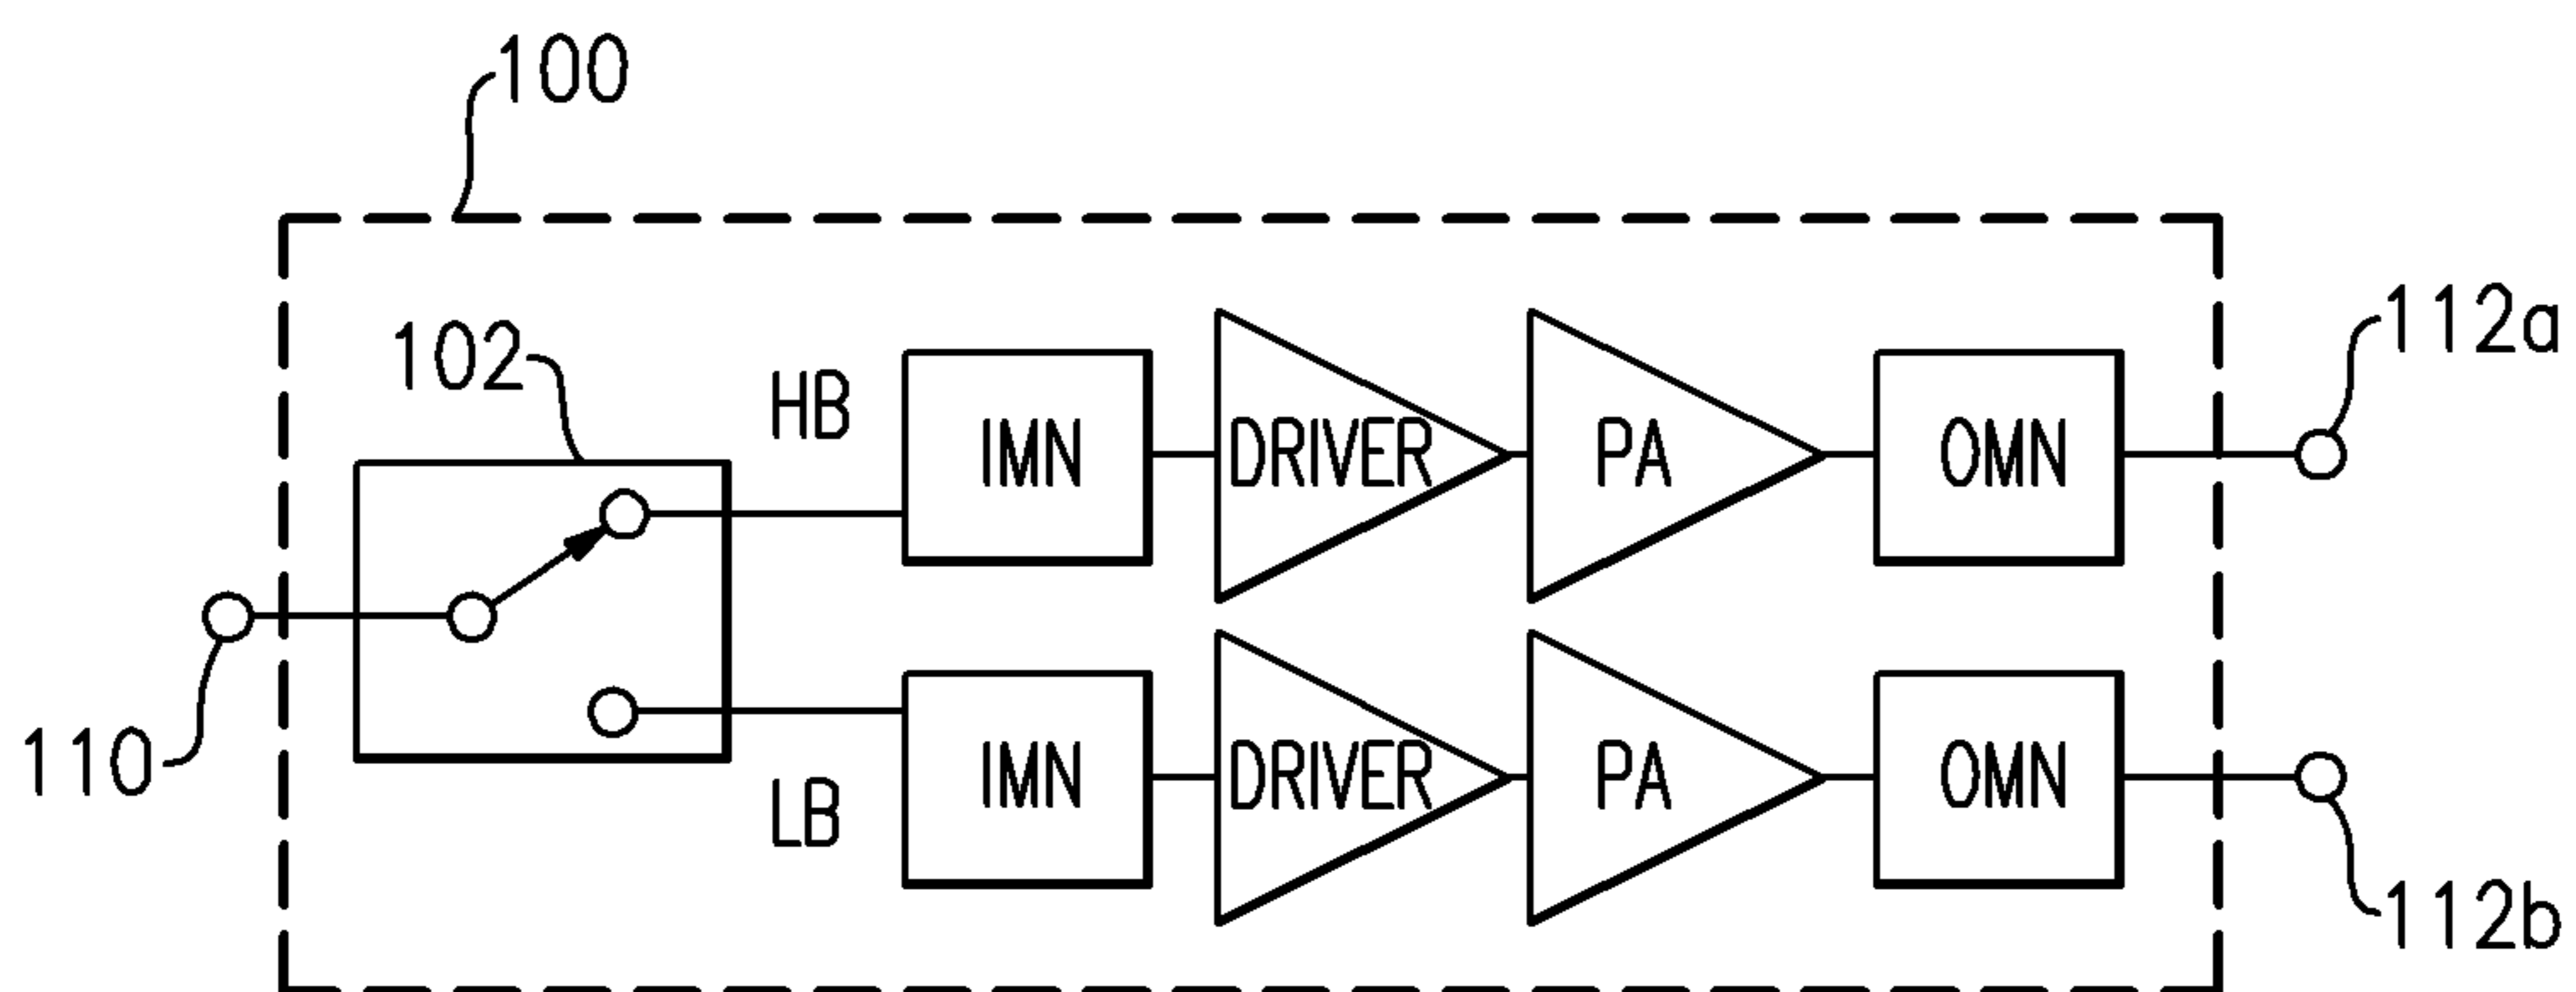 100
102
HB
IMN
DRIVER
PA
OMN
112a
110
LB
IMN
DRIVER
PA
OMN
112b